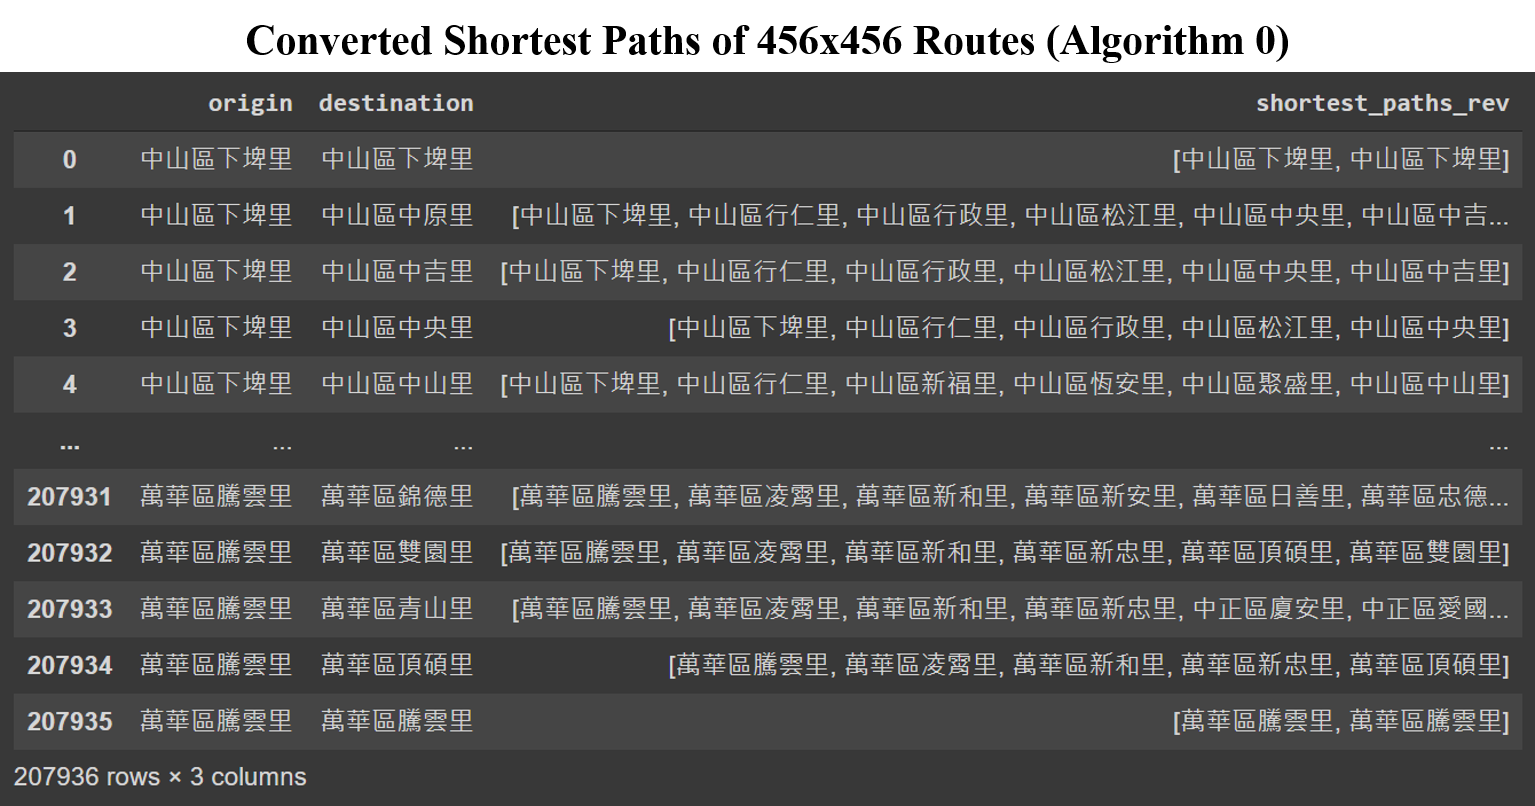 Converted Shortest Paths of 456x456 Routes (Algorithm 0)
origin destination shortest_paths_rev
0 中山區下埤里 中山區下埤里 [中山區下埤里, 中山區下埤里]
1 中山區下埤里 中山區中原里 [中山區下埤里, 中山區行仁里, 中山區行政里, 中山區松江里, 中山區中央里, 中山區中吉...
2 中山區下埤里 中山區中吉里 [中山區下埤里, 中山區行仁里, 中山區行政里, 中山區松江里, 中山區中央里, 中山區中吉里]
3 中山區下埤里 中山區中央里 [中山區下埤里, 中山區行仁里, 中山區行政里, 中山區松江里, 中山區中央里]
4 中山區下埤里 中山區中山里 [中山區下埤里, 中山區行仁里, 中山區新福里, 中山區恆安里, 中山區聚盛里, 中山區中山里]
... ... ... ...
207931 萬華區騰雲里 萬華區錦德里 [萬華區騰雲里, 萬華區凌霄里, 萬華區新和里, 萬華區新安里, 萬華區日善里, 萬華區忠德...
207932 萬華區騰雲里 萬華區雙園里 [萬華區騰雲里, 萬華區凌霄里, 萬華區新和里, 萬華區新忠里, 萬華區頂碩里, 萬華區雙園里]
207933 萬華區騰雲里 萬華區青山里 [萬華區騰雲里, 萬華區凌霄里, 萬華區新和里, 萬華區新忠里, 中正區廈安里, 中正區愛國...
207934 萬華區騰雲里 萬華區頂碩里 [萬華區騰雲里, 萬華區凌霄里, 萬華區新和里, 萬華區新忠里, 萬華區頂碩里]
207935 萬華區騰雲里 萬華區騰雲里 [萬華區騰雲里, 萬華區騰雲里]
207936 rows × 3 columns